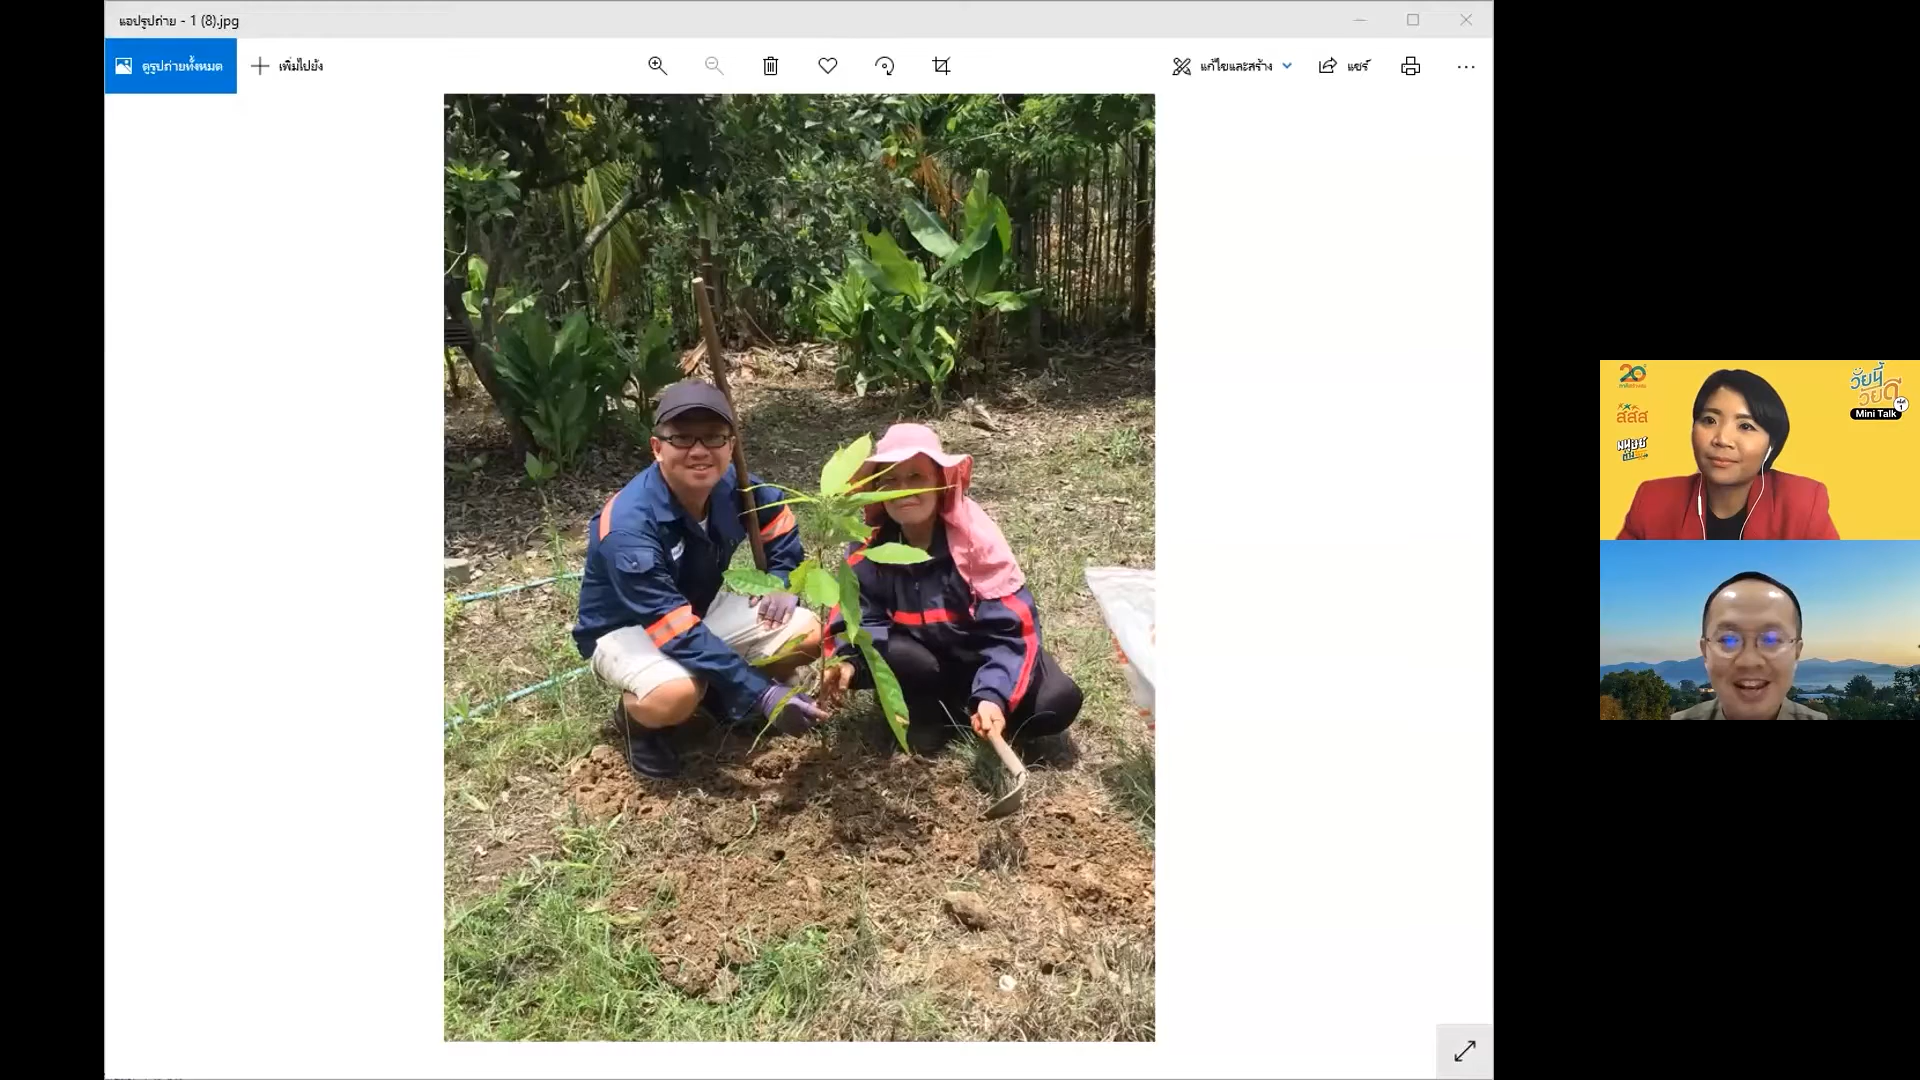 แอปรูปถ่าย - 1 (8).jpg
ดูรูปถ่ายทั้งหมด
เพิ่มไปยัง
แก้ไขและสร้าง
แชร์
20
สสส
วัยนี้
วัยดี
Mini Talk
1